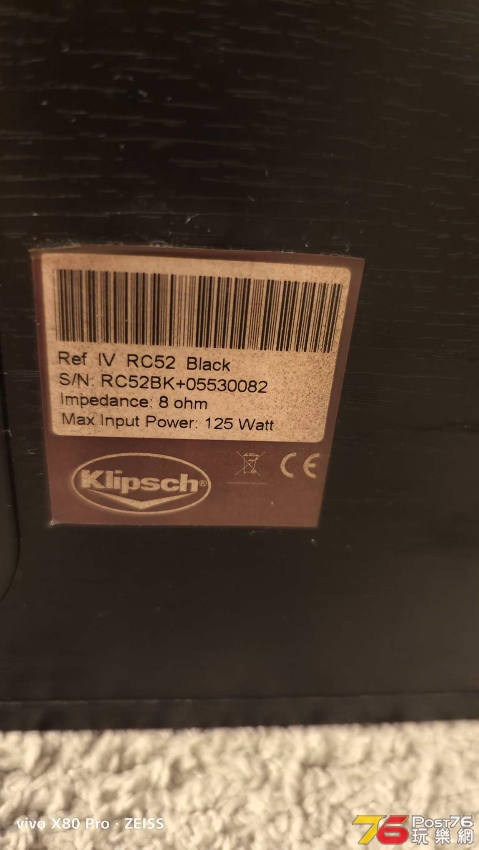 Ref IV RC52 Black
S/N: RC52BK+05530082
Impedance: 8 ohm
Max Input Power: 125 Watt
Klipsch®
CE
vivo X80 Pro · ZEISS
76 POST76
玩樂網